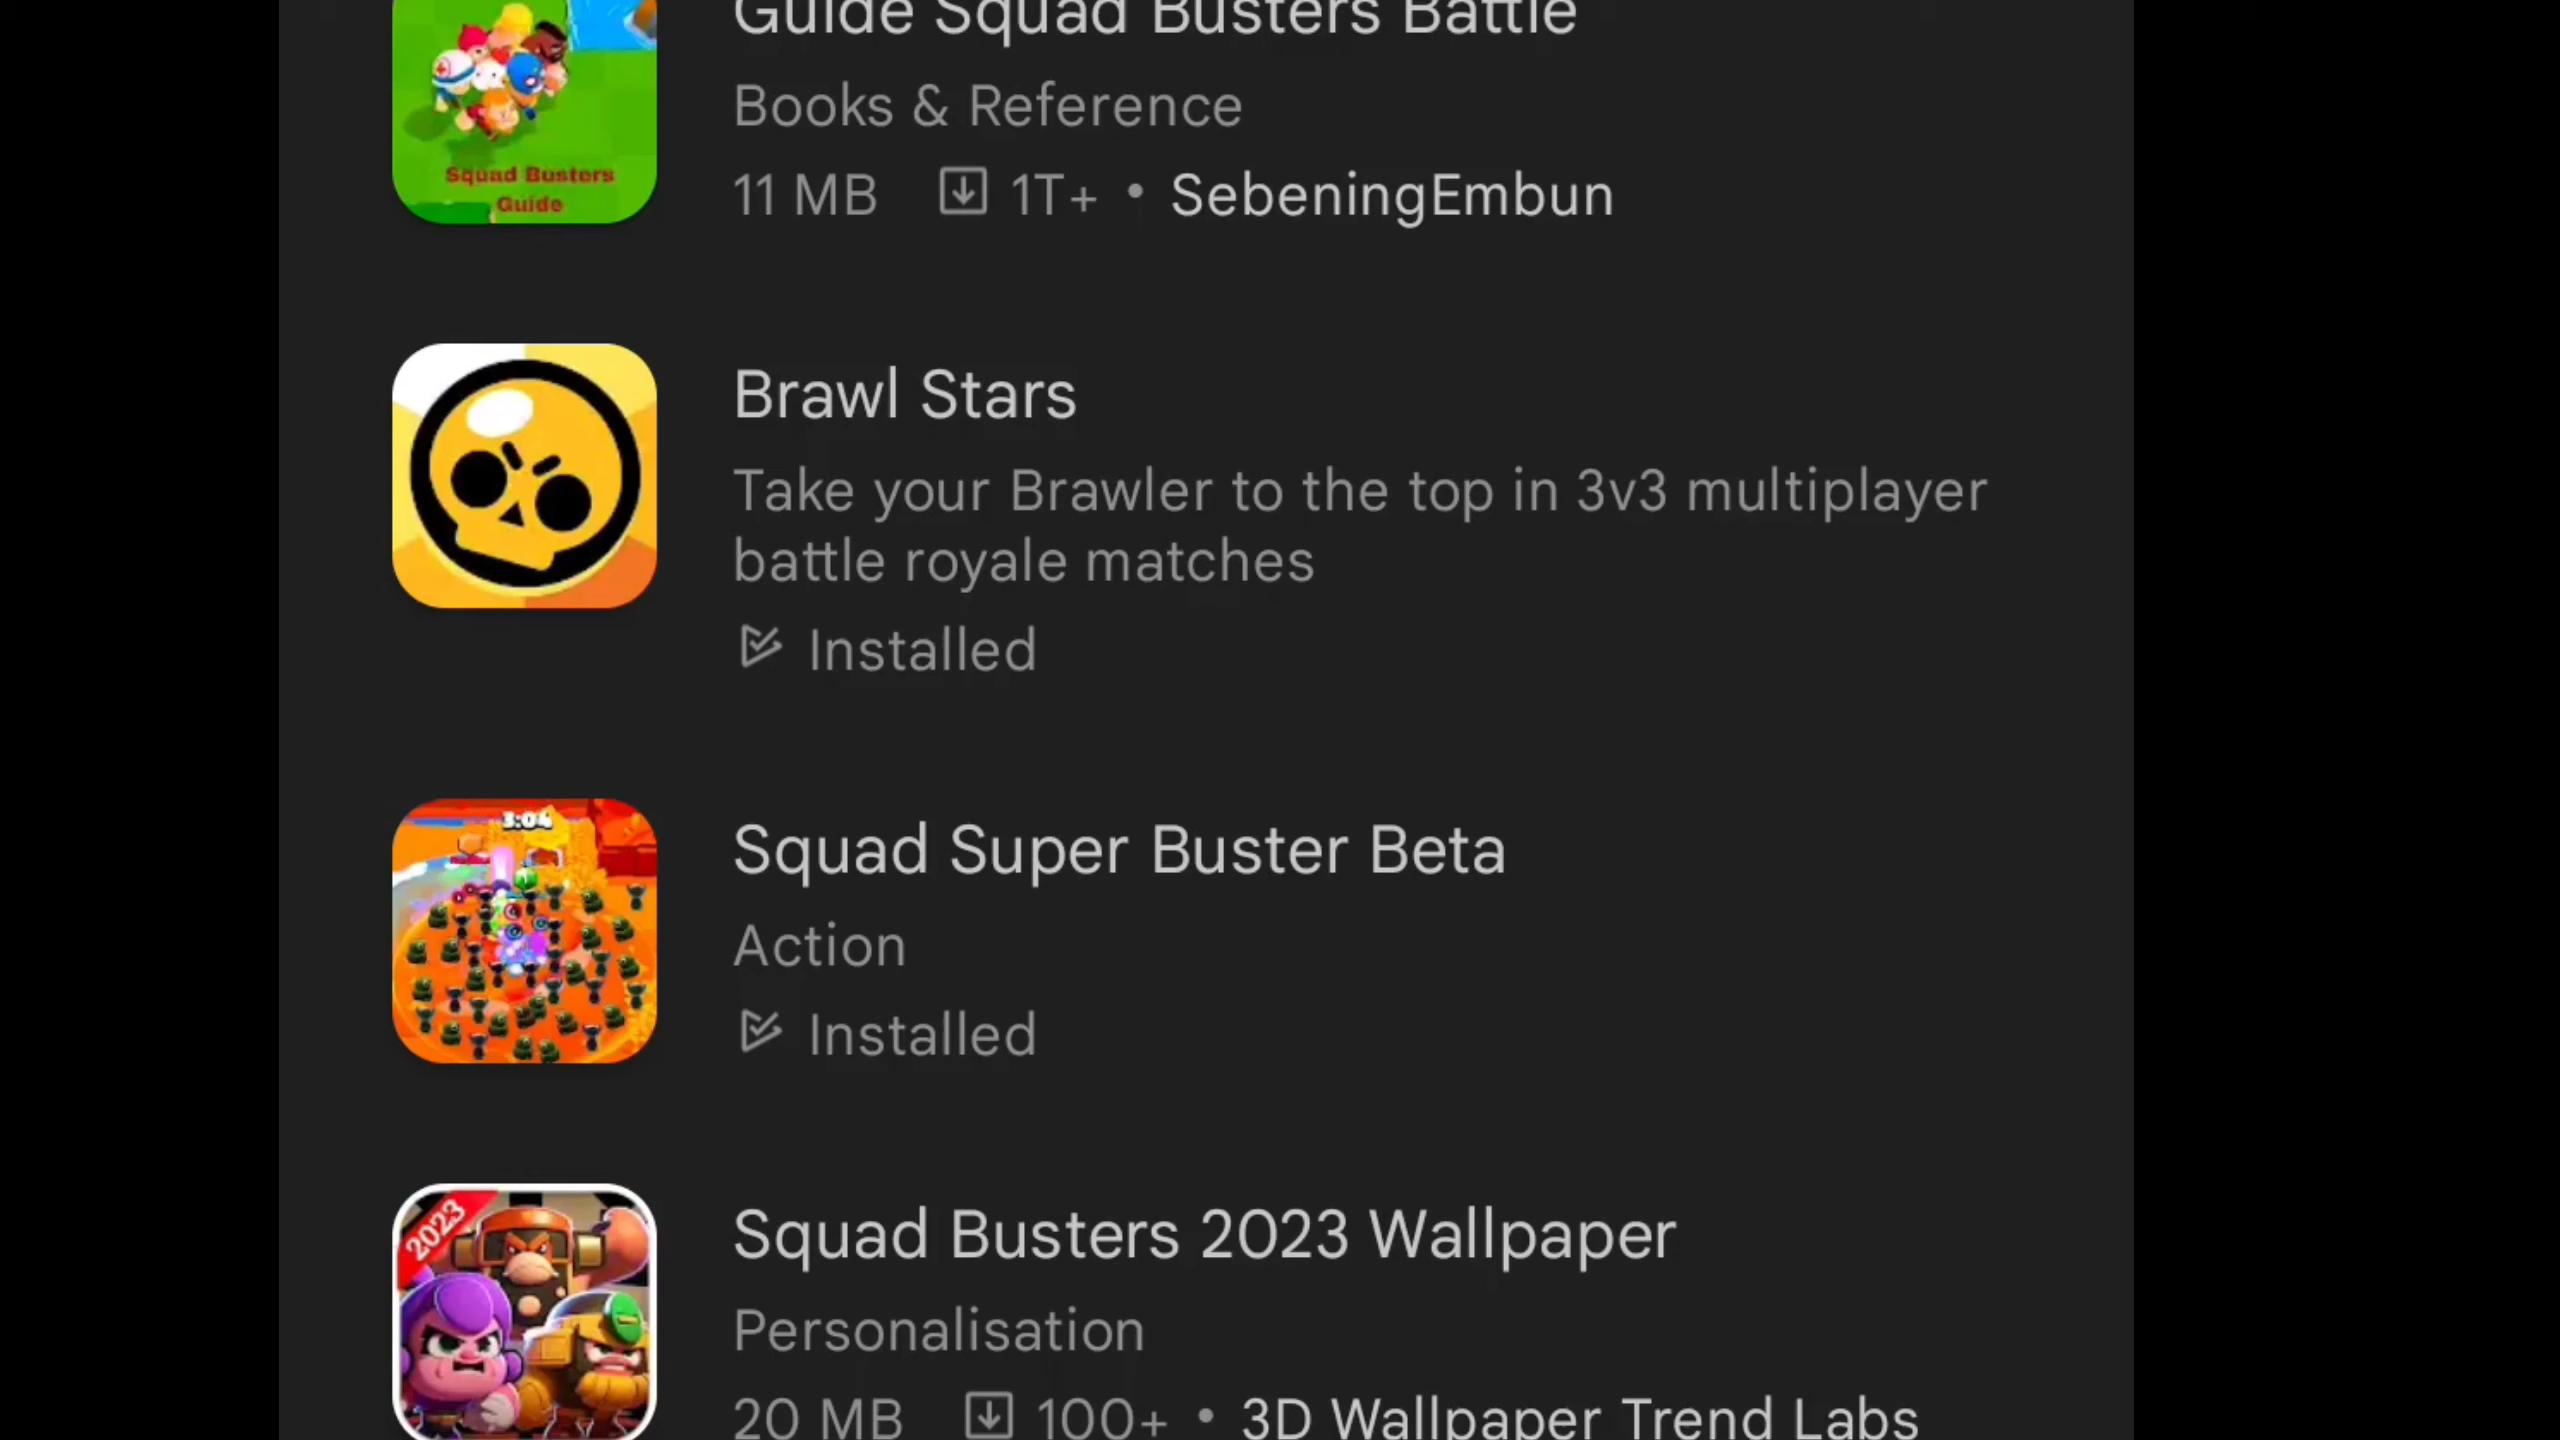 Guide Squad Busters Battle
Books & Reference
11 MB 1T+ • SebeningEmbun
Squad Busters
Guide
Brawl Stars
Take your Brawler to the top in 3v3 multiplayer
battle royale matches
Installed
3:04
Squad Super Buster Beta
Action
Installed
2023
Squad Busters 2023 Wallpaper
Personalisation
20 MB 100+ • 3D Wallpaper Trend Labs